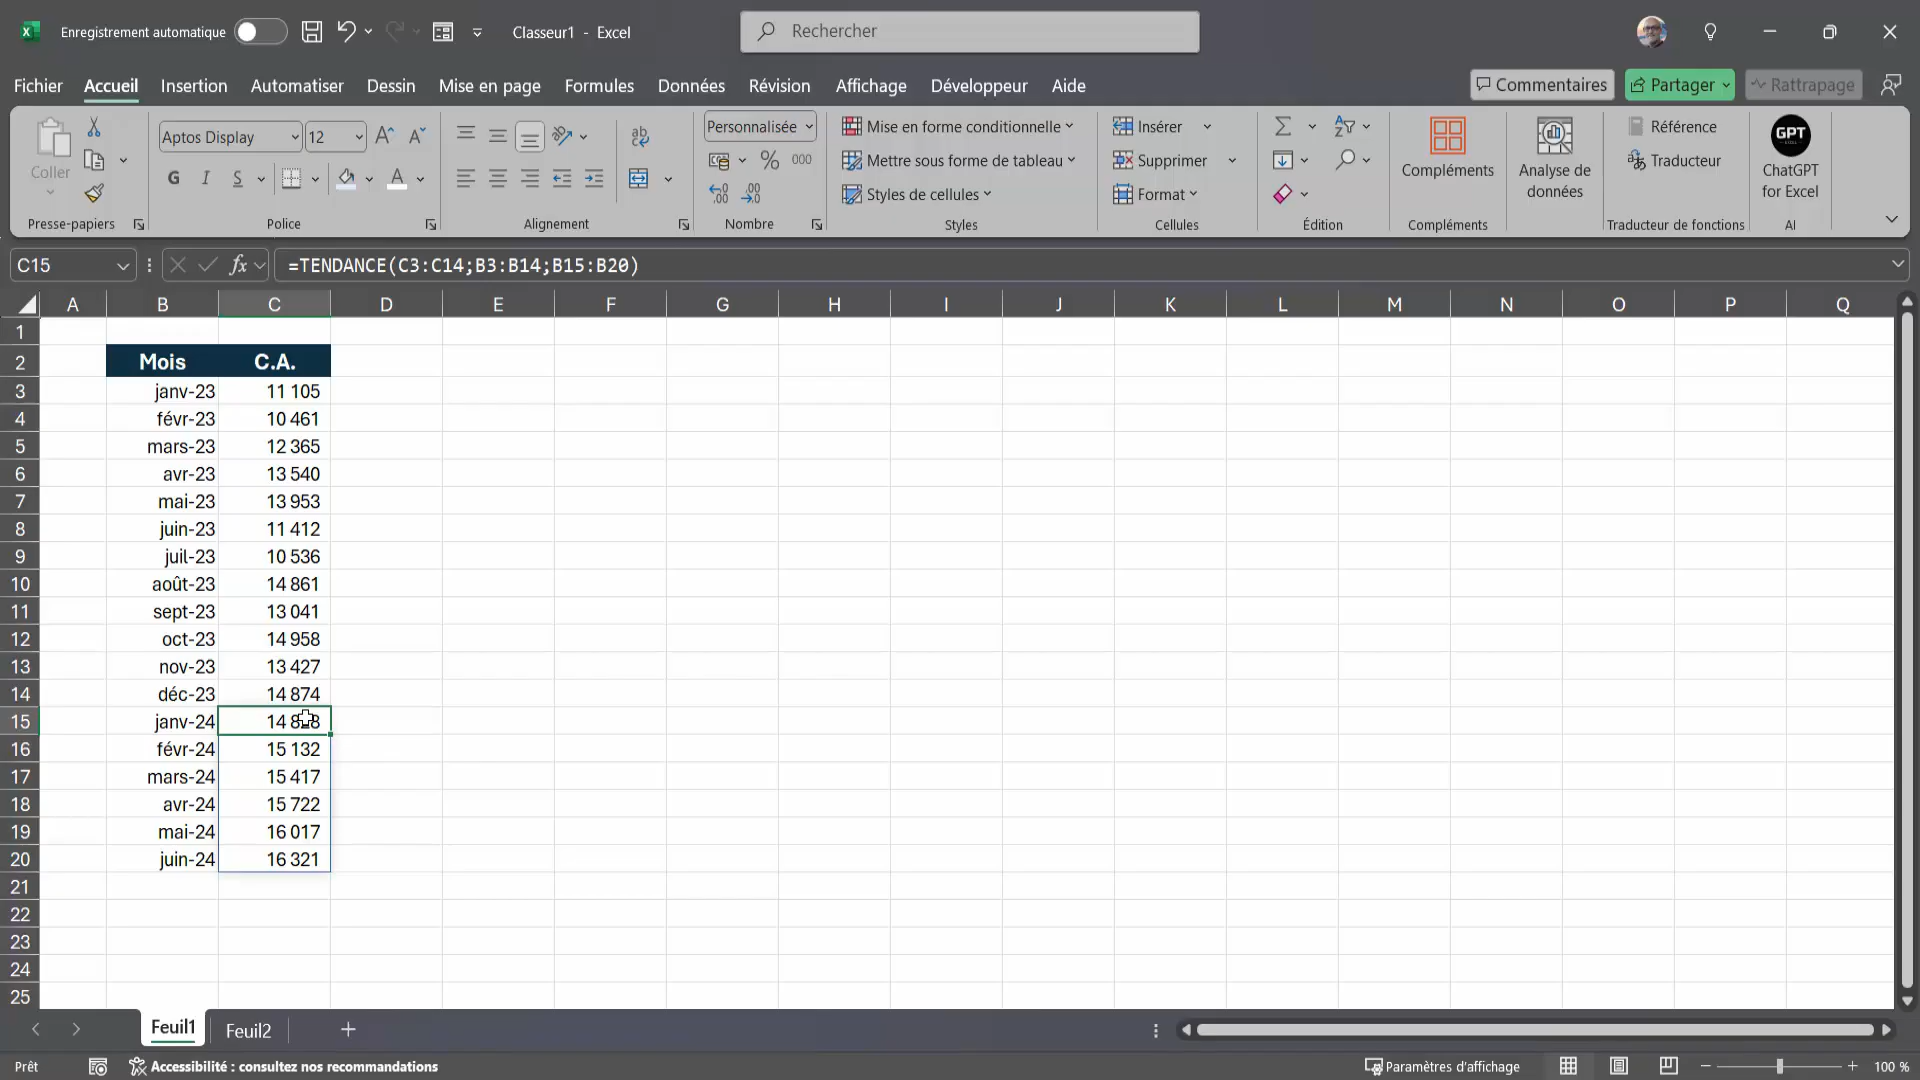 Enregistrement automatique
Classeur1 - Excel
Rechercher
Fichier Accueil Insertion Automatiser Dessin Mise en page Formules Données Révision Affichage Développeur Aide
Commentaires Partager Rattrapage
Coller
Presse-papiers
Aptos Display 12
G I S
Police
Alignement
Personnalisée
% 000
Nombre
Mise en forme conditionnelle
Mettre sous forme de tableau
Styles de cellules
Styles
Insérer
Supprimer
Format
Cellules
Édition
Compléments
Compléments
Analyse de données
Référence
Traducteur
Traducteur de fonctions
GPT
ChatGPT for Excel
AI
C15 fx =TENDANCE(C3:C14;B3:B14;B15:B20)
A B C D E F G H I J K L M N O P Q
1
2 Mois C.A.
3 janv-23 11 105
4 févr-23 10 461
5 mars-23 12 365
6 avr-23 13 540
7 mai-23 13 953
8 juin-23 11 412
9 juil-23 10 536
10 août-23 14 861
11 sept-23 13 041
12 oct-23 14 958
13 nov-23 13 427
14 déc-23 14 874
15 janv-24
16 févr-24 15 132
17 mars-24 15 417
18 avr-24 15 722
19 mai-24 16 017
20 juin-24 16 321
21
22
23
24
25
Feuil1 Feuil2
Prêt Accessibilité : consultez nos recommandations Paramètres d'affichage 100 %